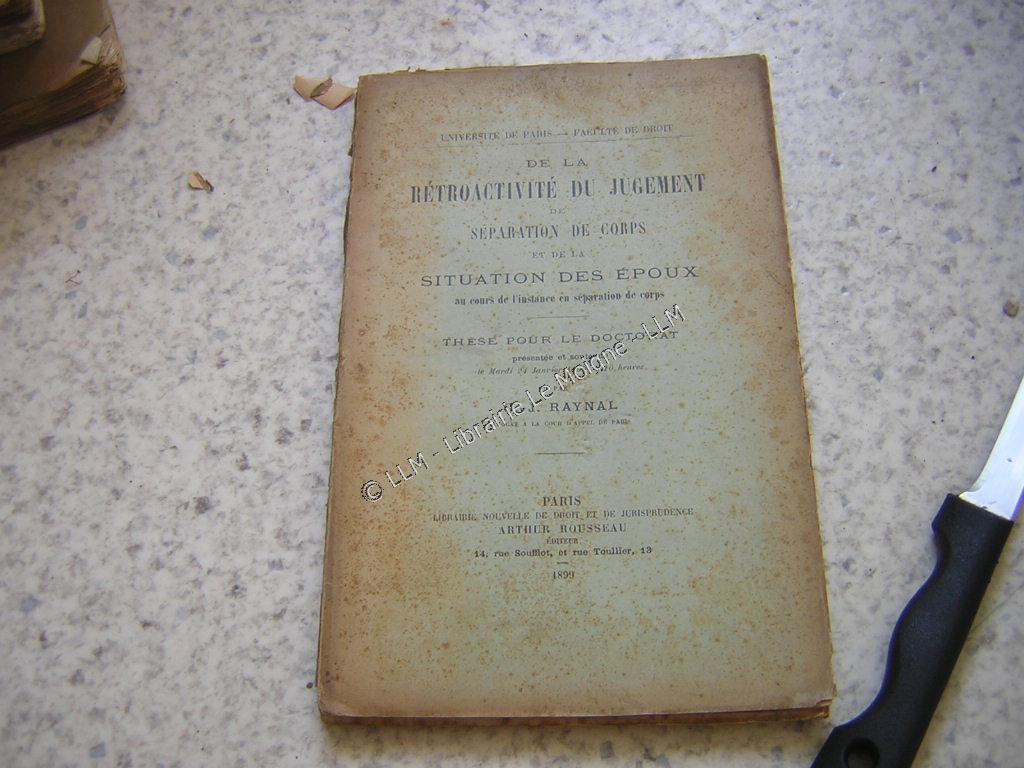 UNIVERSITÉ DE PARIS — FACULTÉ DE DROIT
DE LA
RÉTROACTIVITÉ DU JUGEMENT
DE
SÉPARATION DE CORPS
ET DE LA
SITUATION DES ÉPOUX
au cours de l'instance en séparation de corps
THÈSE POUR LE DOCTORAT
présentée et
le Mardi 24 Janvier heures
J. RAYNAL
A LA COUR D'APPEL DE PARIS
© LLM - Librairie Le Moigne - LLM
PARIS
LIBRAIRIE NOUVELLE DE DROIT ET DE JURISPRUDENCE
ARTHUR ROUSSEAU
ÉDITEUR
14, rue Soufflot, et rue Toullier, 13
1899